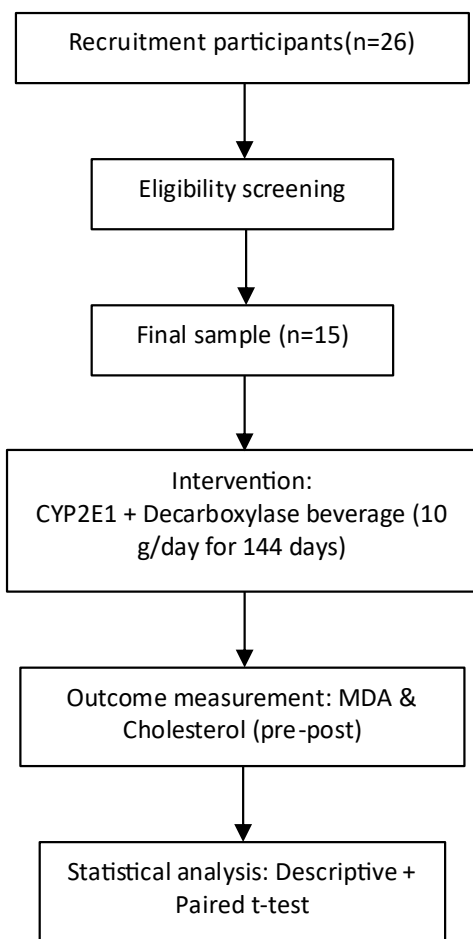 Recruitment participants(n=26)
Eligibility screening
Final sample (n=15)
Intervention:
CYP2E1 + Decarboxylase beverage (10
g/day for 144 days)
Outcome measurement: MDA &
Cholesterol (pre-post)
Statistical analysis: Descriptive +
Paired t-test